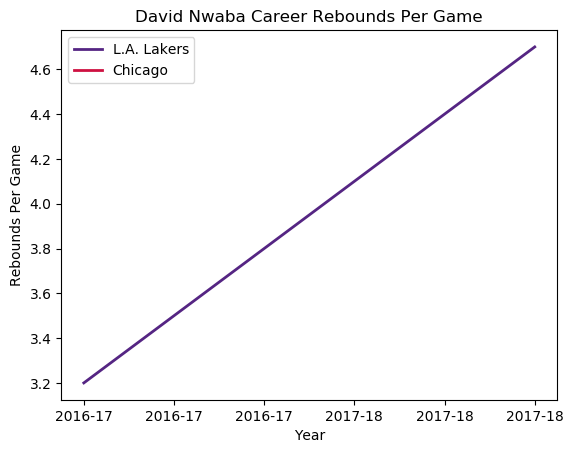 David Nwaba Career Rebounds Per Game
L.A. Lakers
Chicago
Rebounds Per Game
4.6
4.4
4.2
4.0
3.8
3.6
3.4
3.2
2016-17 2016-17 2016-17 2017-18 2017-18 2017-18
Year